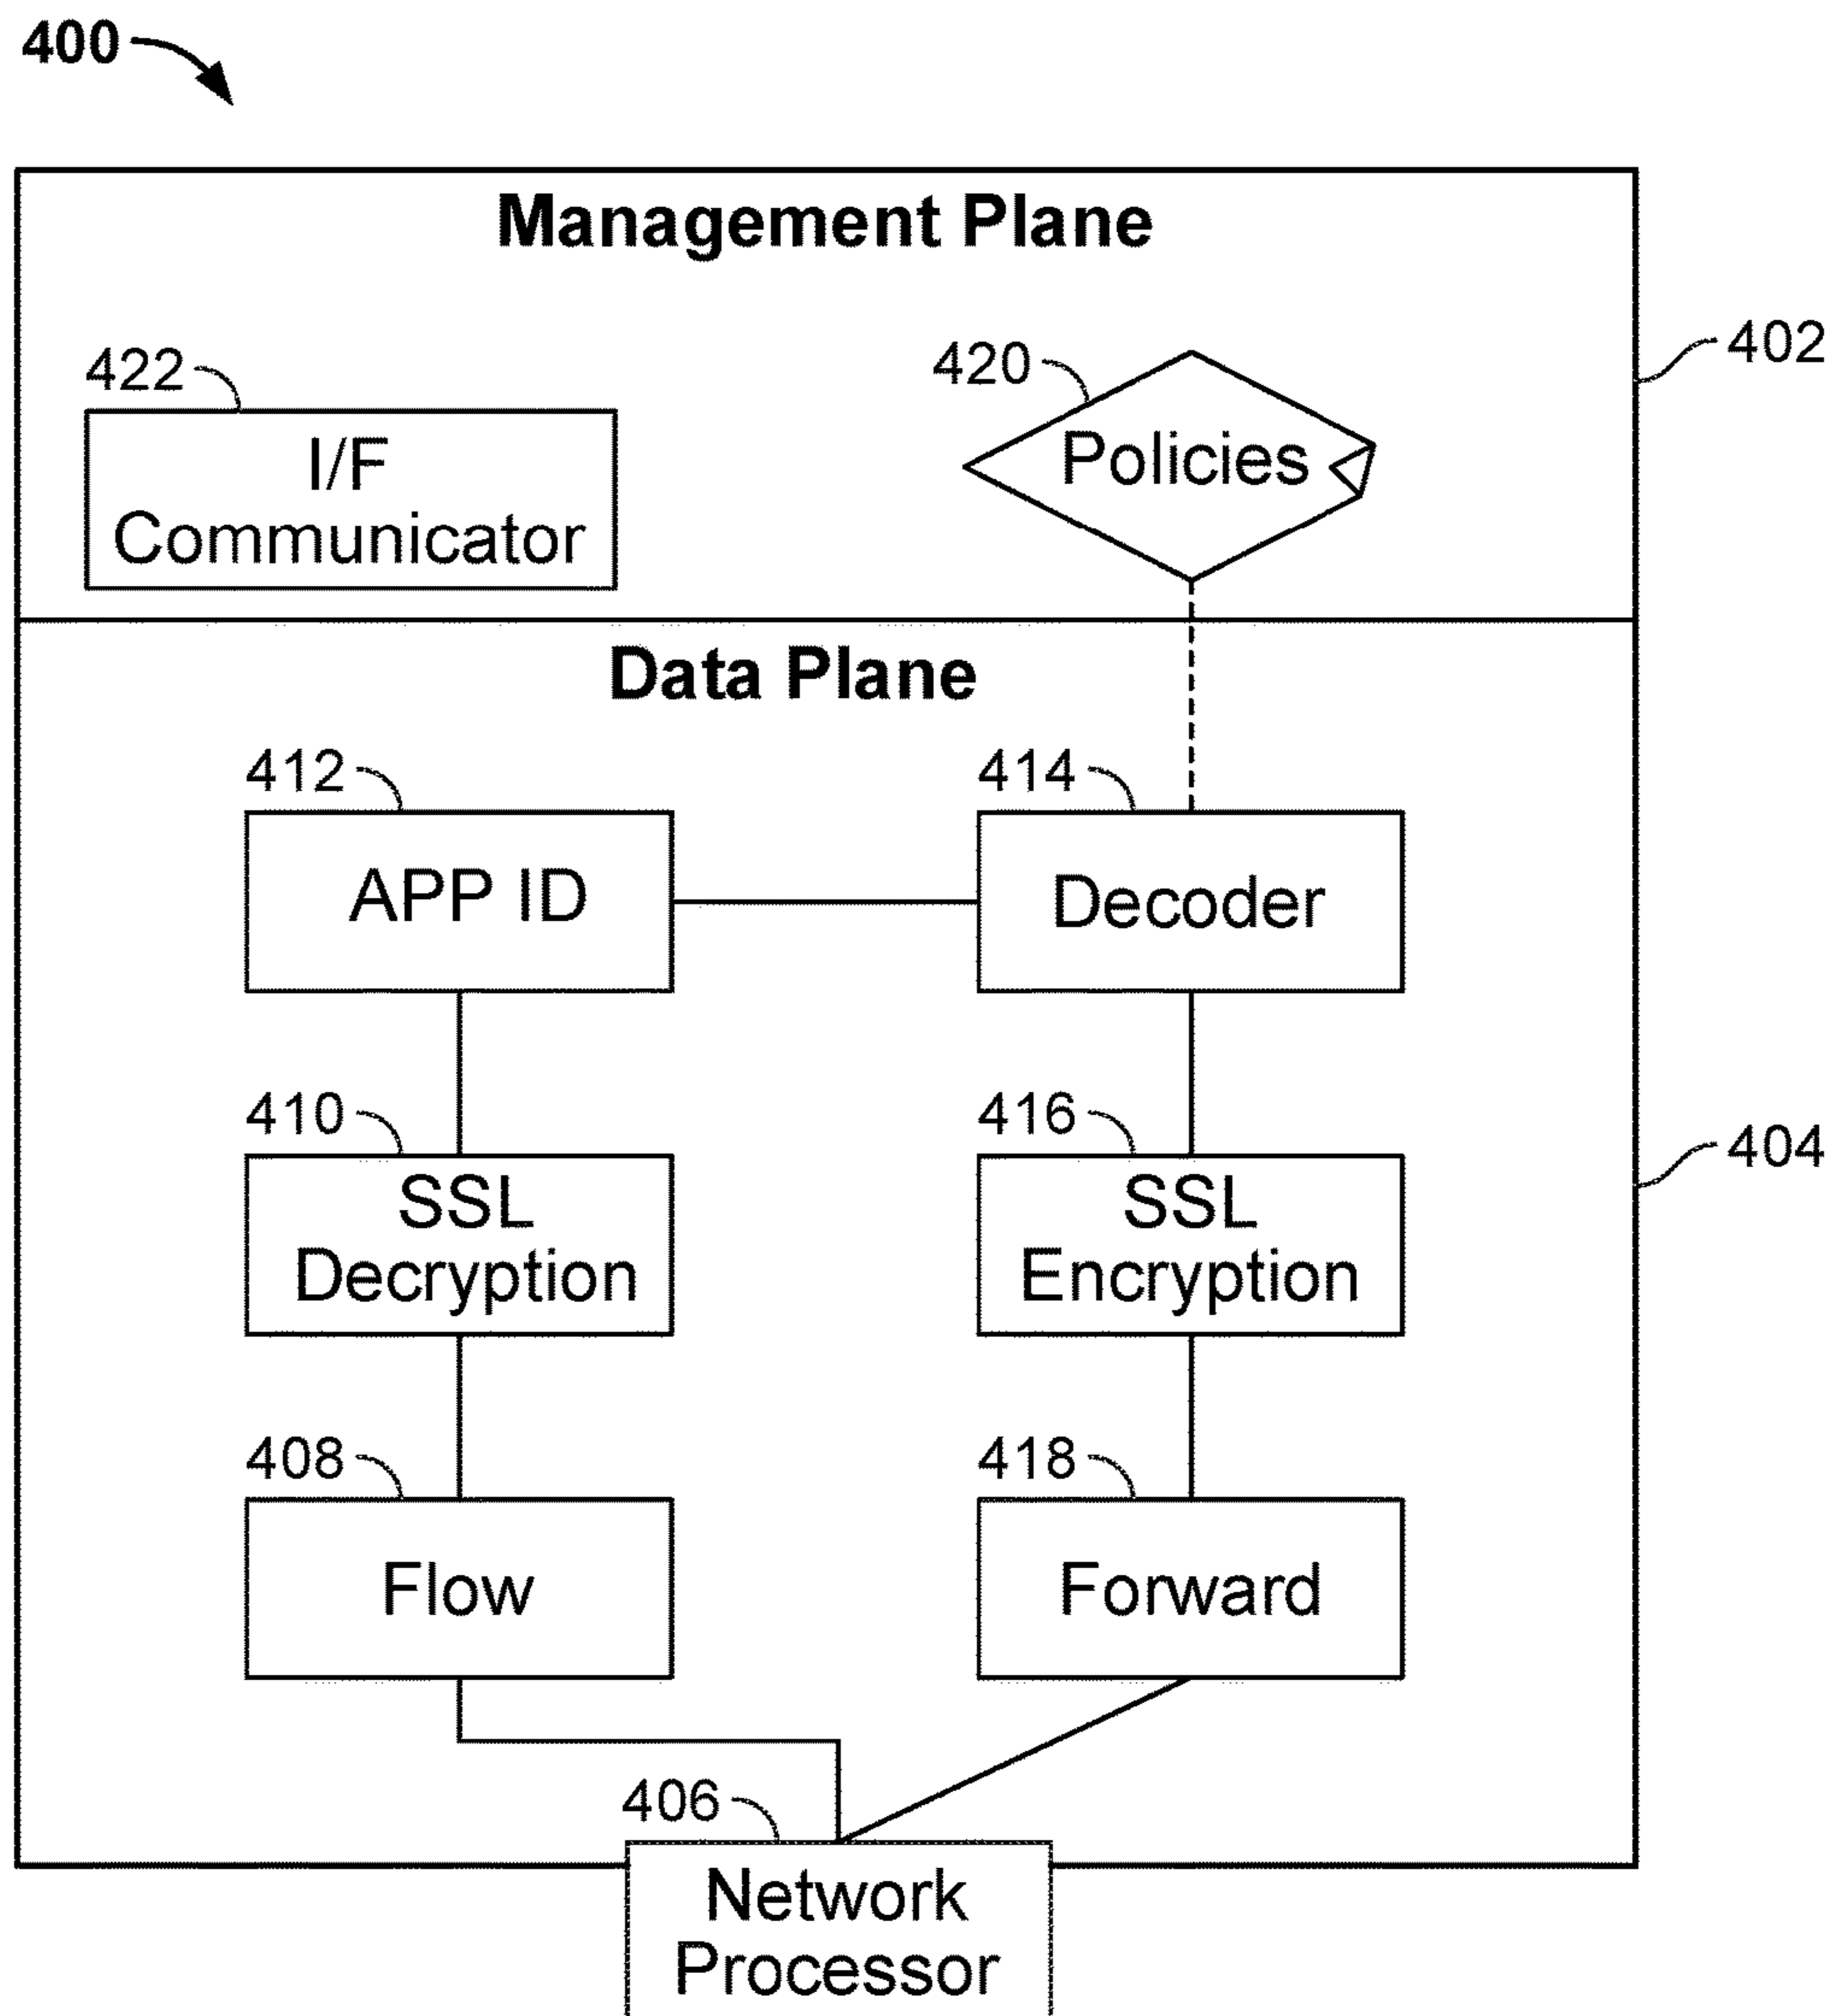 400
Management Plane
402
422
I/F
Communicator
420
Policies
Data Plane
404
412
APP ID
414
Decoder
410
SSL
Decryption
416
SSL
Encryption
408
Flow
418
Forward
406
Network
Processor